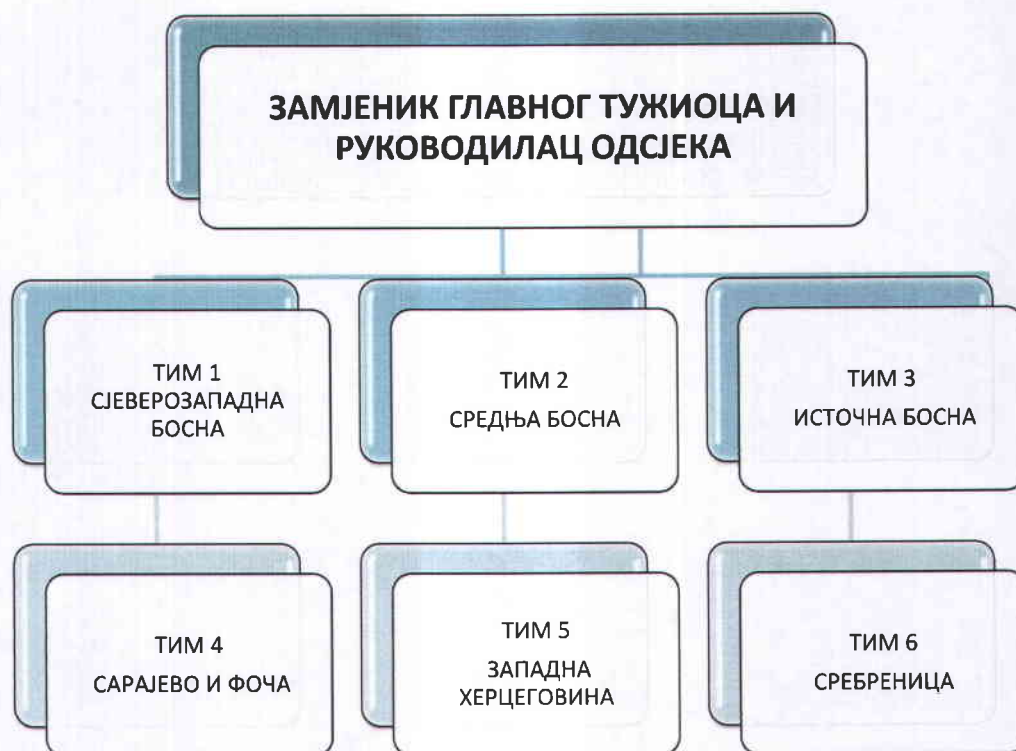 ЗАМЈЕНИК ГЛАВНОГ ТУЖИОЦА И
РУКОВОДИЛАЦ ОДСЈЕКА
ТИМ 1
СЈЕВЕРОЗАПАДНА
БОСНА
ТИМ 2
СРЕДЊА БОСНА
ТИМ 3
ИСТОЧНА БОСНА
ТИМ 4
САРАЈЕВО И ФОЧА
ТИМ 5
ЗАПАДНА
ХЕРЦЕГОВИНА
ТИМ 6
СРЕБРЕНИЦА